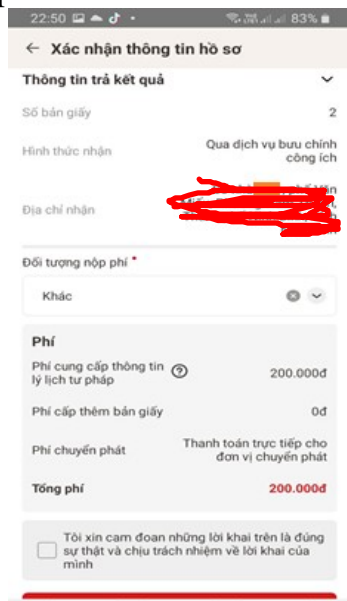 22:50 83%
← Xác nhận thông tin hồ sơ
Thông tin trả kết quả
Số bản giấy 2
Hình thức nhận Qua dịch vụ bưu chính
công ích
Địa chỉ nhận
Đối tượng nộp phí *
Khác
Phí
Phí cung cấp thông tin
lý lịch tư pháp 200.000đ
Phí cấp thêm bản giấy 0đ
Phí chuyển phát Thanh toán trực tiếp cho
đơn vị chuyển phát
Tổng phí 200.000đ
Tôi xin cam đoan những lời khai trên là đúng
sự thật và chịu trách nhiệm về lời khai của
mình